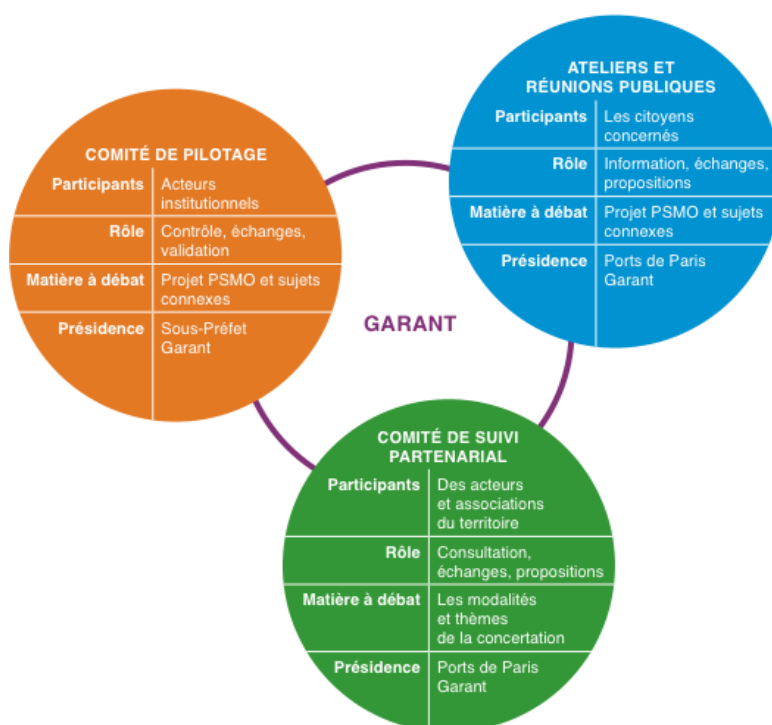 COMITÉ DE PILOTAGE
Participants Acteurs
institutionnels
Rôle Contrôle, échanges,
validation
Matière à débat Projet PSMO et sujets
connexes
Présidence Sous-Préfet
Garant
ATELIERS ET
RÉUNIONS PUBLIQUES
Participants Les citoyens
concernés
Rôle Information, échanges,
propositions
Matière à débat Projet PSMO et sujets
connexes
Présidence Ports de Paris
Garant
GARANT
COMITÉ DE SUIVI
PARTENARIAL
Participants Des acteurs
et associations
du territoire
Rôle Consultation,
échanges, propositions
Matière à débat Les modalités
et thèmes
de la concertation
Présidence Ports de Paris
Garant